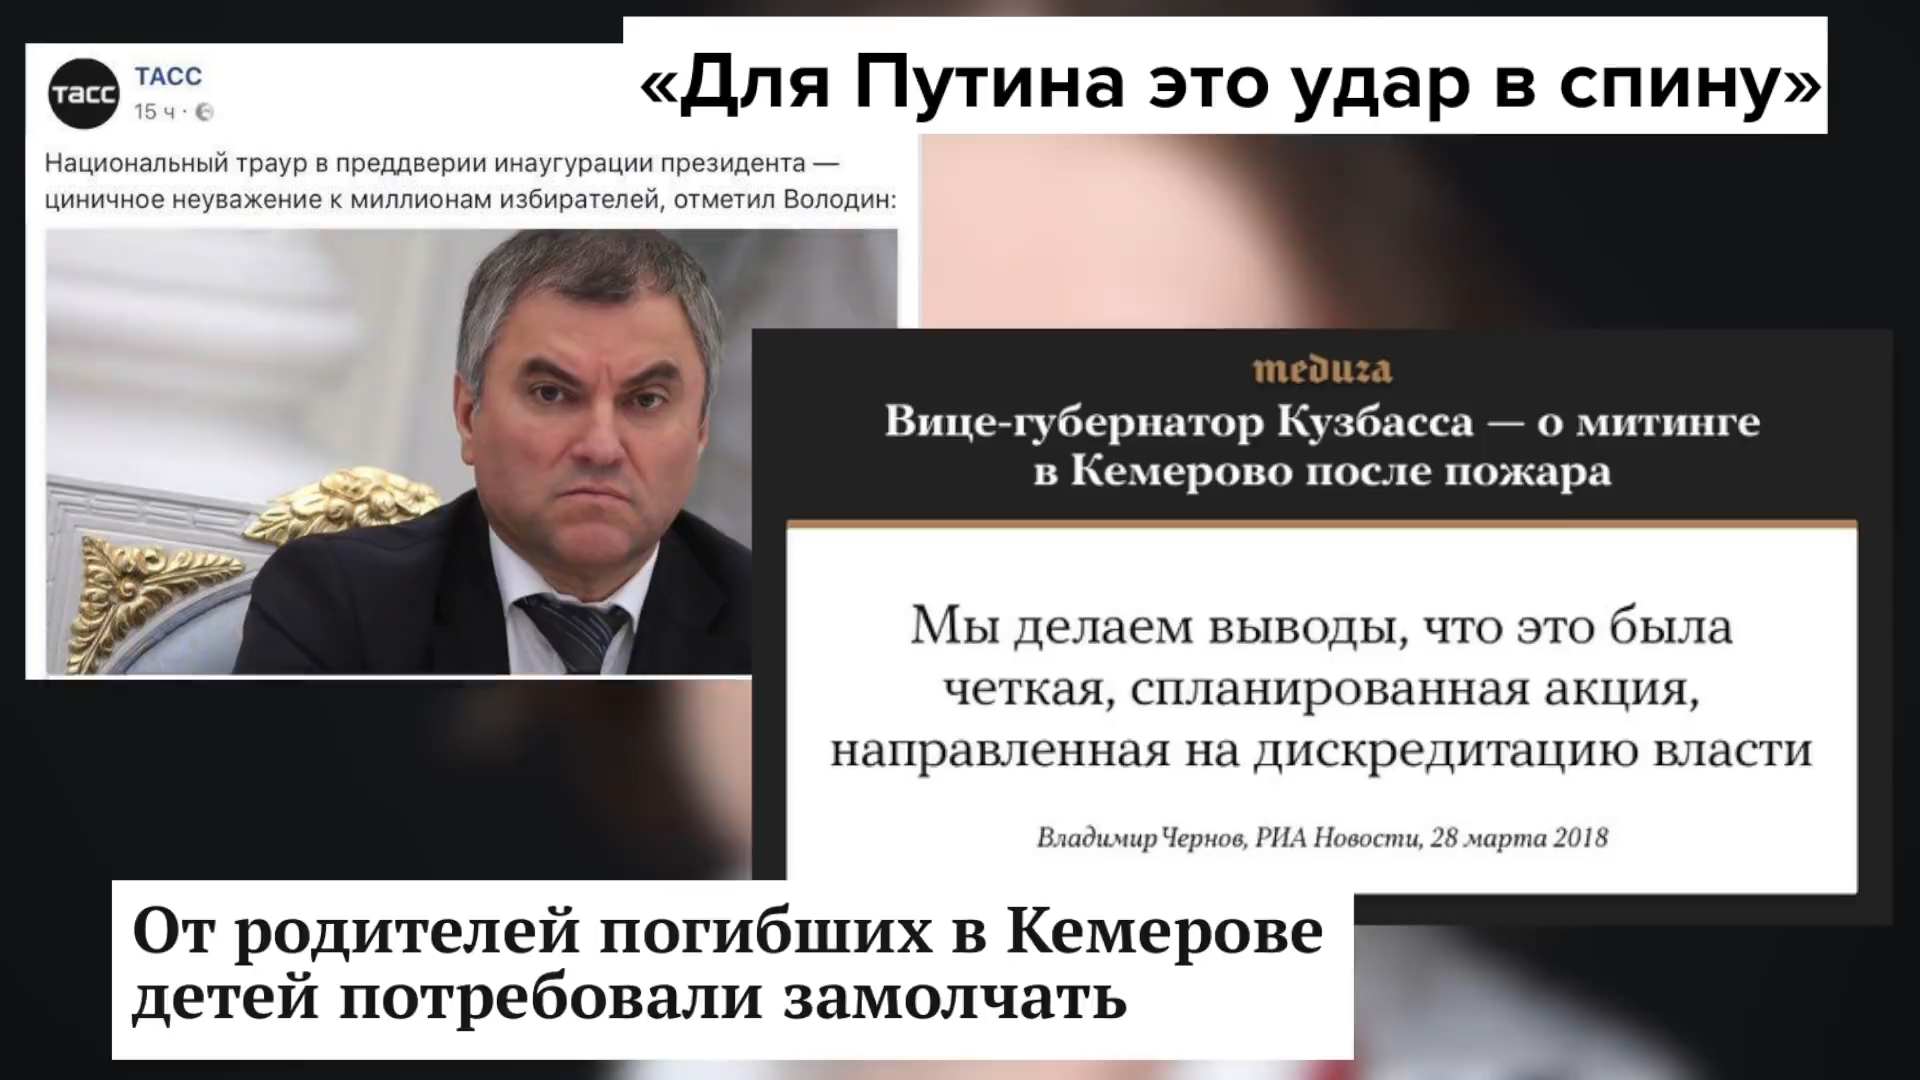 «Для Путина это удар в спину»
тасс
ТАСС
15 ч ·
Национальный траур в преддверии инаугурации президента —
циничное неуважение к миллионам избирателей, отметил Володин:
meduza
Вице-губернатор Кузбасса — о митинге
в Кемерово после пожара
Мы делаем выводы, что это была
четкая, спланированная акция,
направленная на дискредитацию власти
Владимир Чернов, РИА Новости, 28 марта 2018
От родителей погибших в Кемерове
детей потребовали замолчать